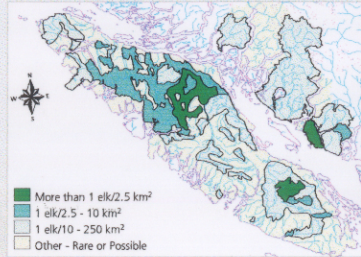 N
W E
S
More than 1 elk/2.5 km²
1 elk/2.5 - 10 km²
1 elk/10 - 250 km²
Other - Rare or Possible